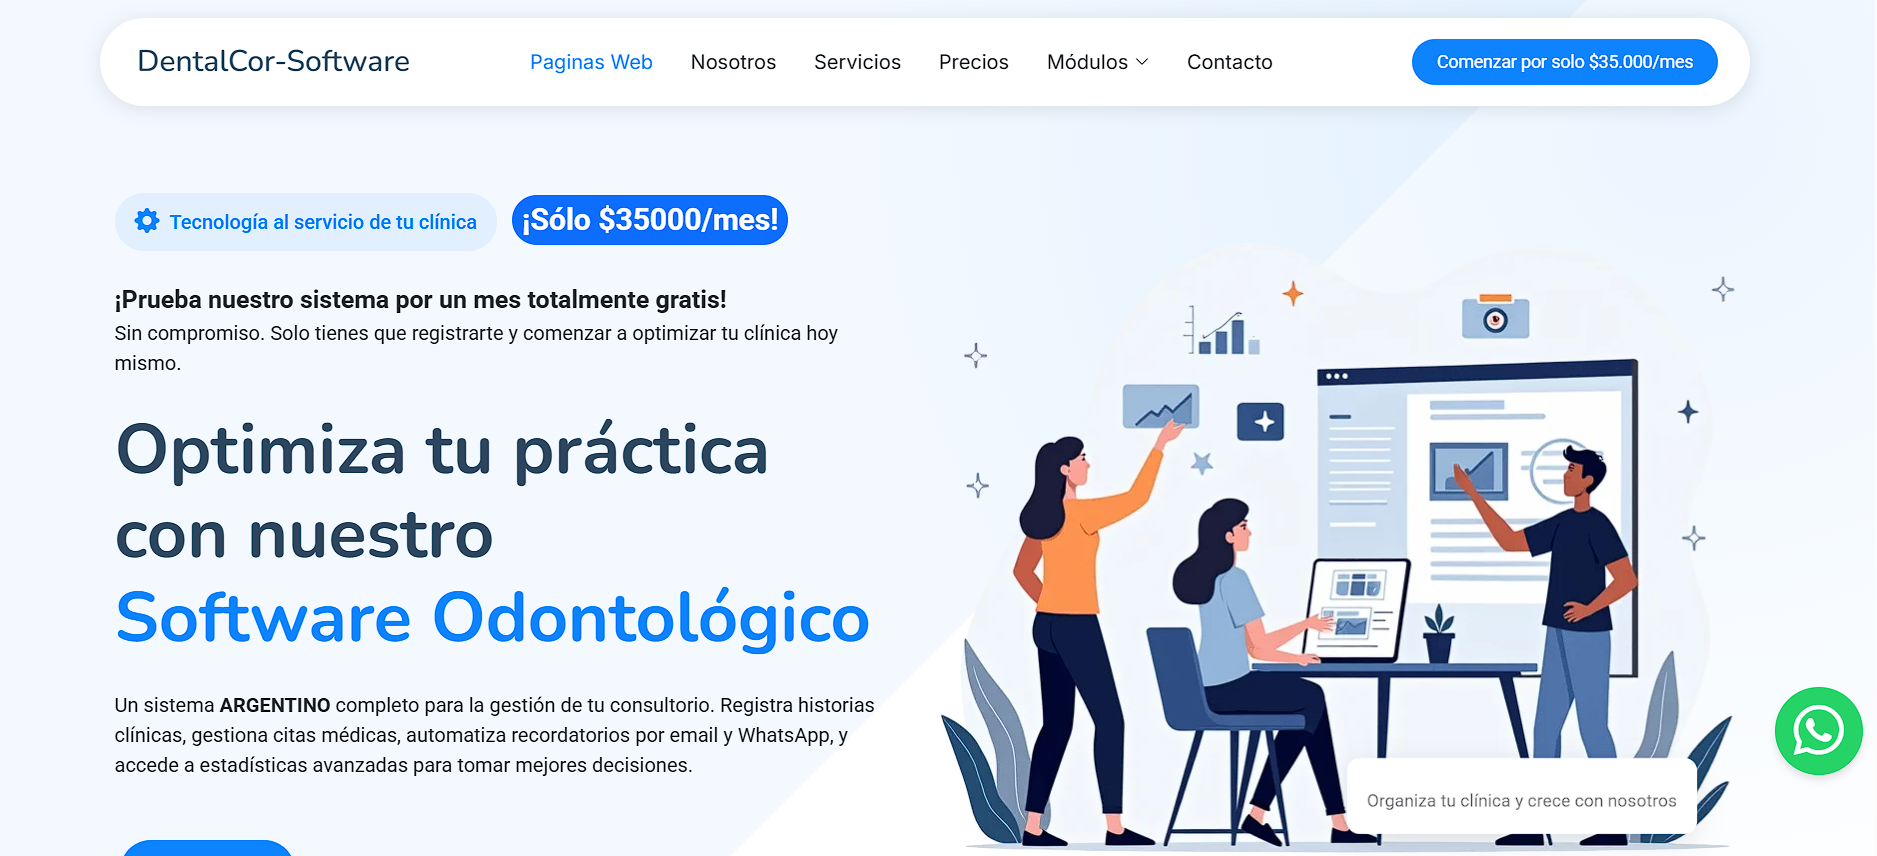 DentalCor-Software
Paginas Web
Nosotros
Servicios
Precios
Módulos
Contacto
Comenzar por solo $35.000/mes
Tecnología al servicio de tu clínica
¡Sólo $35000/mes!
¡Prueba nuestro sistema por un mes totalmente gratis!
Sin compromiso. Solo tienes que registrarte y comenzar a optimizar tu clínica hoy
mismo.
Optimiza tu práctica
con nuestro
Software Odontológico
Un sistema ARGENTINO completo para la gestión de tu consultorio. Registra historias
clínicas, gestiona citas médicas, automatiza recordatorios por email y WhatsApp, y
accede a estadísticas avanzadas para tomar mejores decisiones.
Organiza tu clínica y crece con nosotros